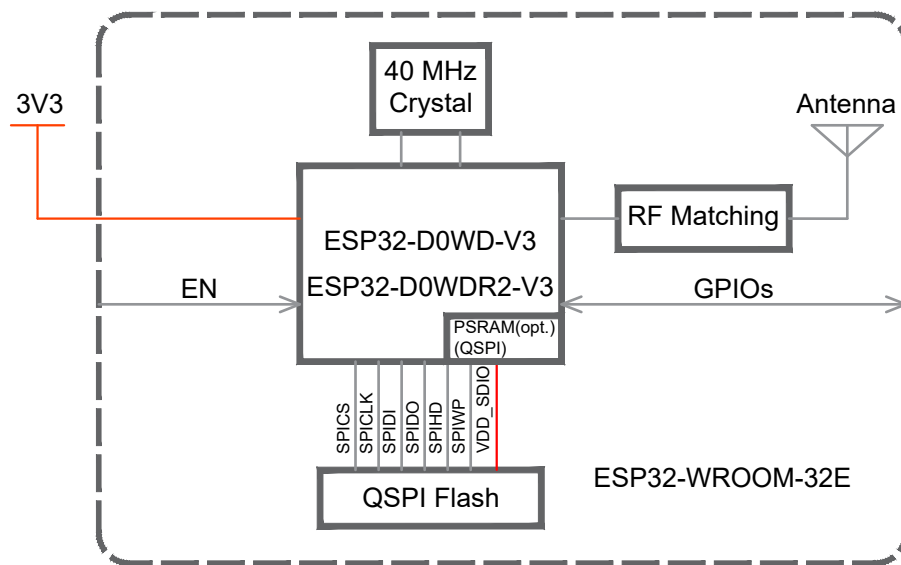 40 MHz
Crystal
3V3
Antenna
RF Matching
ESP32-D0WD-V3
ESP32-D0WDR2-V3
EN
GPIOs
PSRAM(opt.)
(QSPI)
SPICS
SPICLK
SPIDI
SPIDO
SPIHD
SPIWP
VDD_SDIO
QSPI Flash
ESP32-WROOM-32E